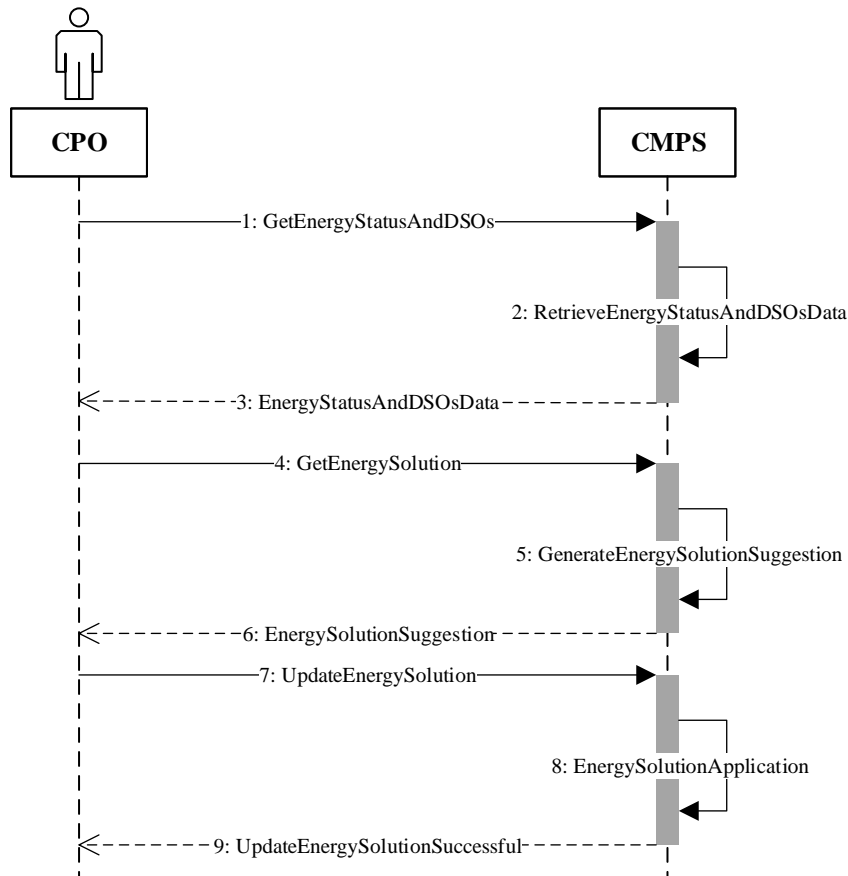 CPO
CMPS
1: GetEnergyStatusAndDSOs
2: RetrieveEnergyStatusAndDSOsData
3: EnergyStatusAndDSOsData
4: GetEnergySolution
5: GenerateEnergySolutionSuggestion
6: EnergySolutionSuggestion
7: UpdateEnergySolution
8: EnergySolutionApplication
9: UpdateEnergySolutionSuccessful